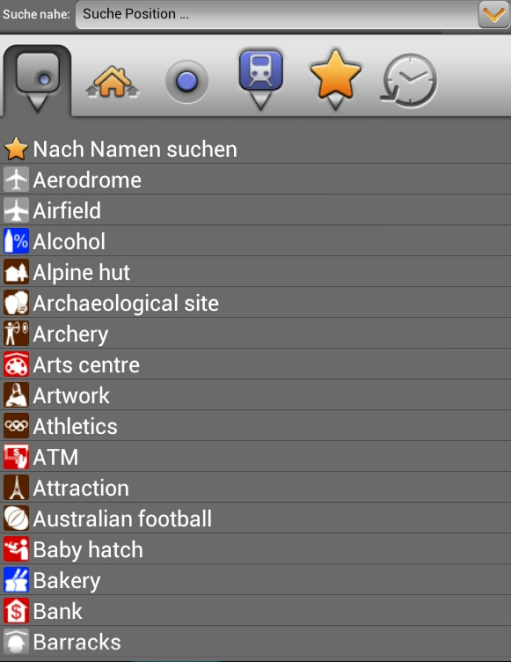 Suche nahe: Suche Position ...
Nach Namen suchen
Aerodrome
Airfield
% Alcohol
Alpine hut
Archaeological site
Archery
Arts centre
Artwork
Athletics
$ ATM
Attraction
Australian football
Baby hatch
Bakery
$ Bank
Barracks